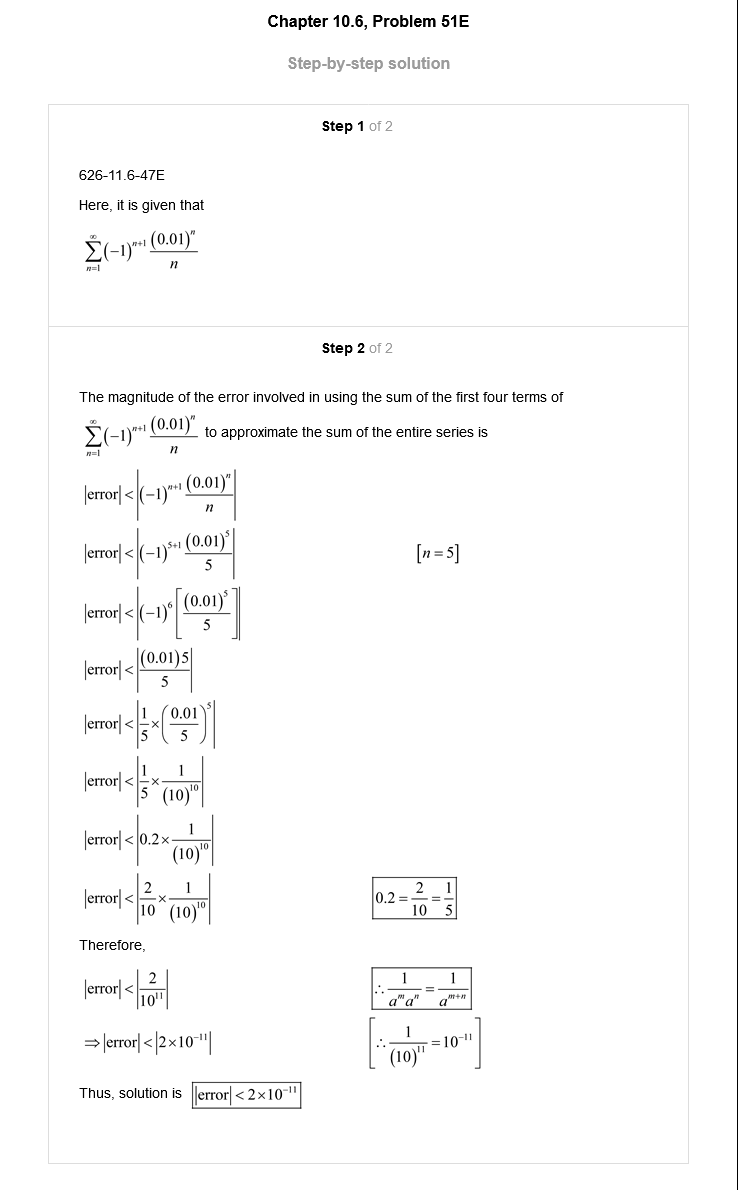 Chapter 10.6, Problem 51E
Step-by-step solution
Step 1 of 2
626-11.6-47E
Here, it is given that
$\sum_{n=1}^{\infty}(-1)^{n+1}\frac{(0.01)^n}{n}$
Step 2 of 2
The magnitude of the error involved in using the sum of the first four terms of
$\sum_{n=1}^{\infty}(-1)^{n+1}\frac{(0.01)^n}{n}$ to approximate the sum of the entire series is
$|\text{error}| < \left|(-1)^{n+1}\frac{(0.01)^n}{n}\right|$
$|\text{error}| < \left|(-1)^{5+1}\frac{(0.01)^5}{5}\right|$ $[n=5]$
$|\text{error}| < \left|(-1)^6\left[\frac{(0.01)^5}{5}\right]\right|$
$|\text{error}| < \left|\frac{(0.01)5}{5}\right|$
$|\text{error}| < \left|\frac{1}{5}\times\left(\frac{0.01}{5}\right)^5\right|$
$|\text{error}| < \left|\frac{1}{5}\times\frac{1}{(10)^{10}}\right|$
$|\text{error}| < \left|0.2\times\frac{1}{(10)^{10}}\right|$
$|\text{error}| < \left|\frac{2}{10}\times\frac{1}{(10)^{10}}\right|$ $0.2=\frac{2}{10}=\frac{1}{5}$
Therefore,
$|\text{error}| < \left|\frac{2}{10^{11}}\right|$ $\therefore\frac{1}{a^m a^n}=\frac{1}{a^{m+n}}$
$\Rightarrow|\text{error}| < |2\times10^{-11}|$ $\left[\therefore\frac{1}{(10)^{11}}=10^{-11}\right]$
Thus, solution is $|\text{error}| < 2\times10^{-11}$